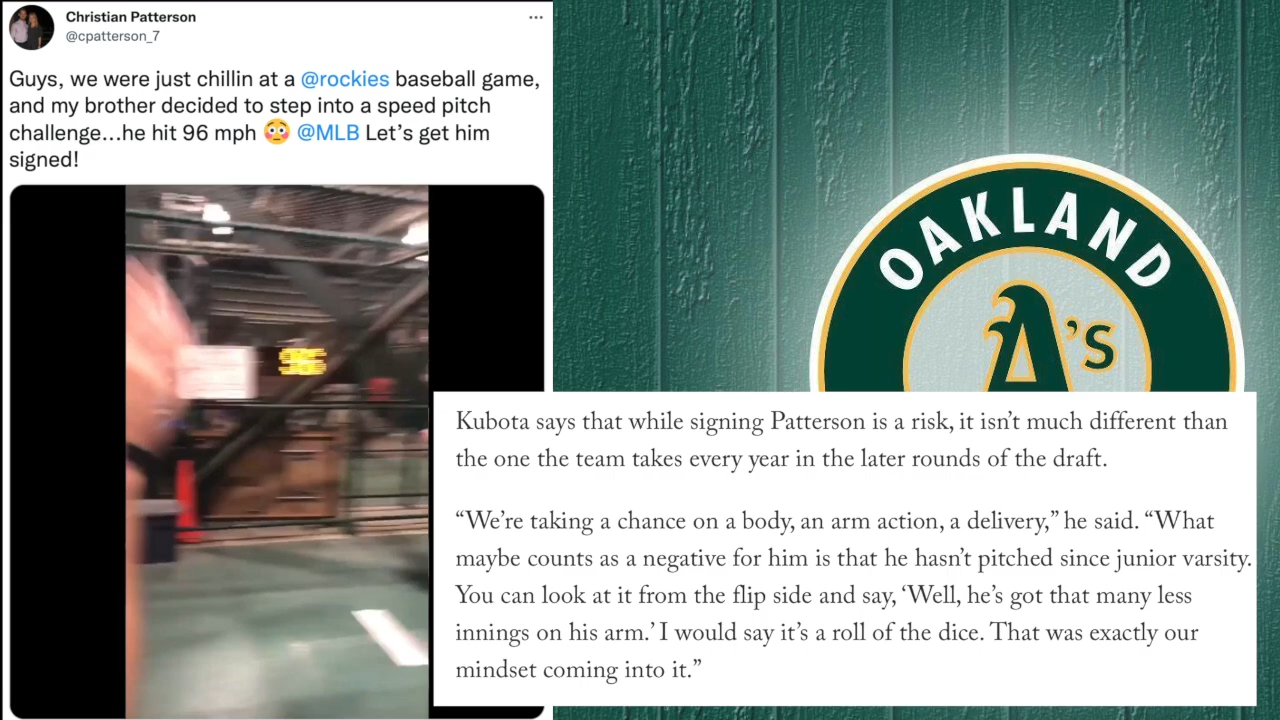 Christian Patterson
@cpatterson_7
Guys, we were just chillin at a @rockies baseball game,
and my brother decided to step into a speed pitch
challenge...he hit 96 mph 😳 @MLB Let's get him
signed!
96
OAKLAND
A's
Kubota says that while signing Patterson is a risk, it isn't much different than
the one the team takes every year in the later rounds of the draft.
“We're taking a chance on a body, an arm action, a delivery,” he said. “What
maybe counts as a negative for him is that he hasn't pitched since junior varsity.
You can look at it from the flip side and say, ‘Well, he's got that many less
innings on his arm.’ I would say it's a roll of the dice. That was exactly our
mindset coming into it.”